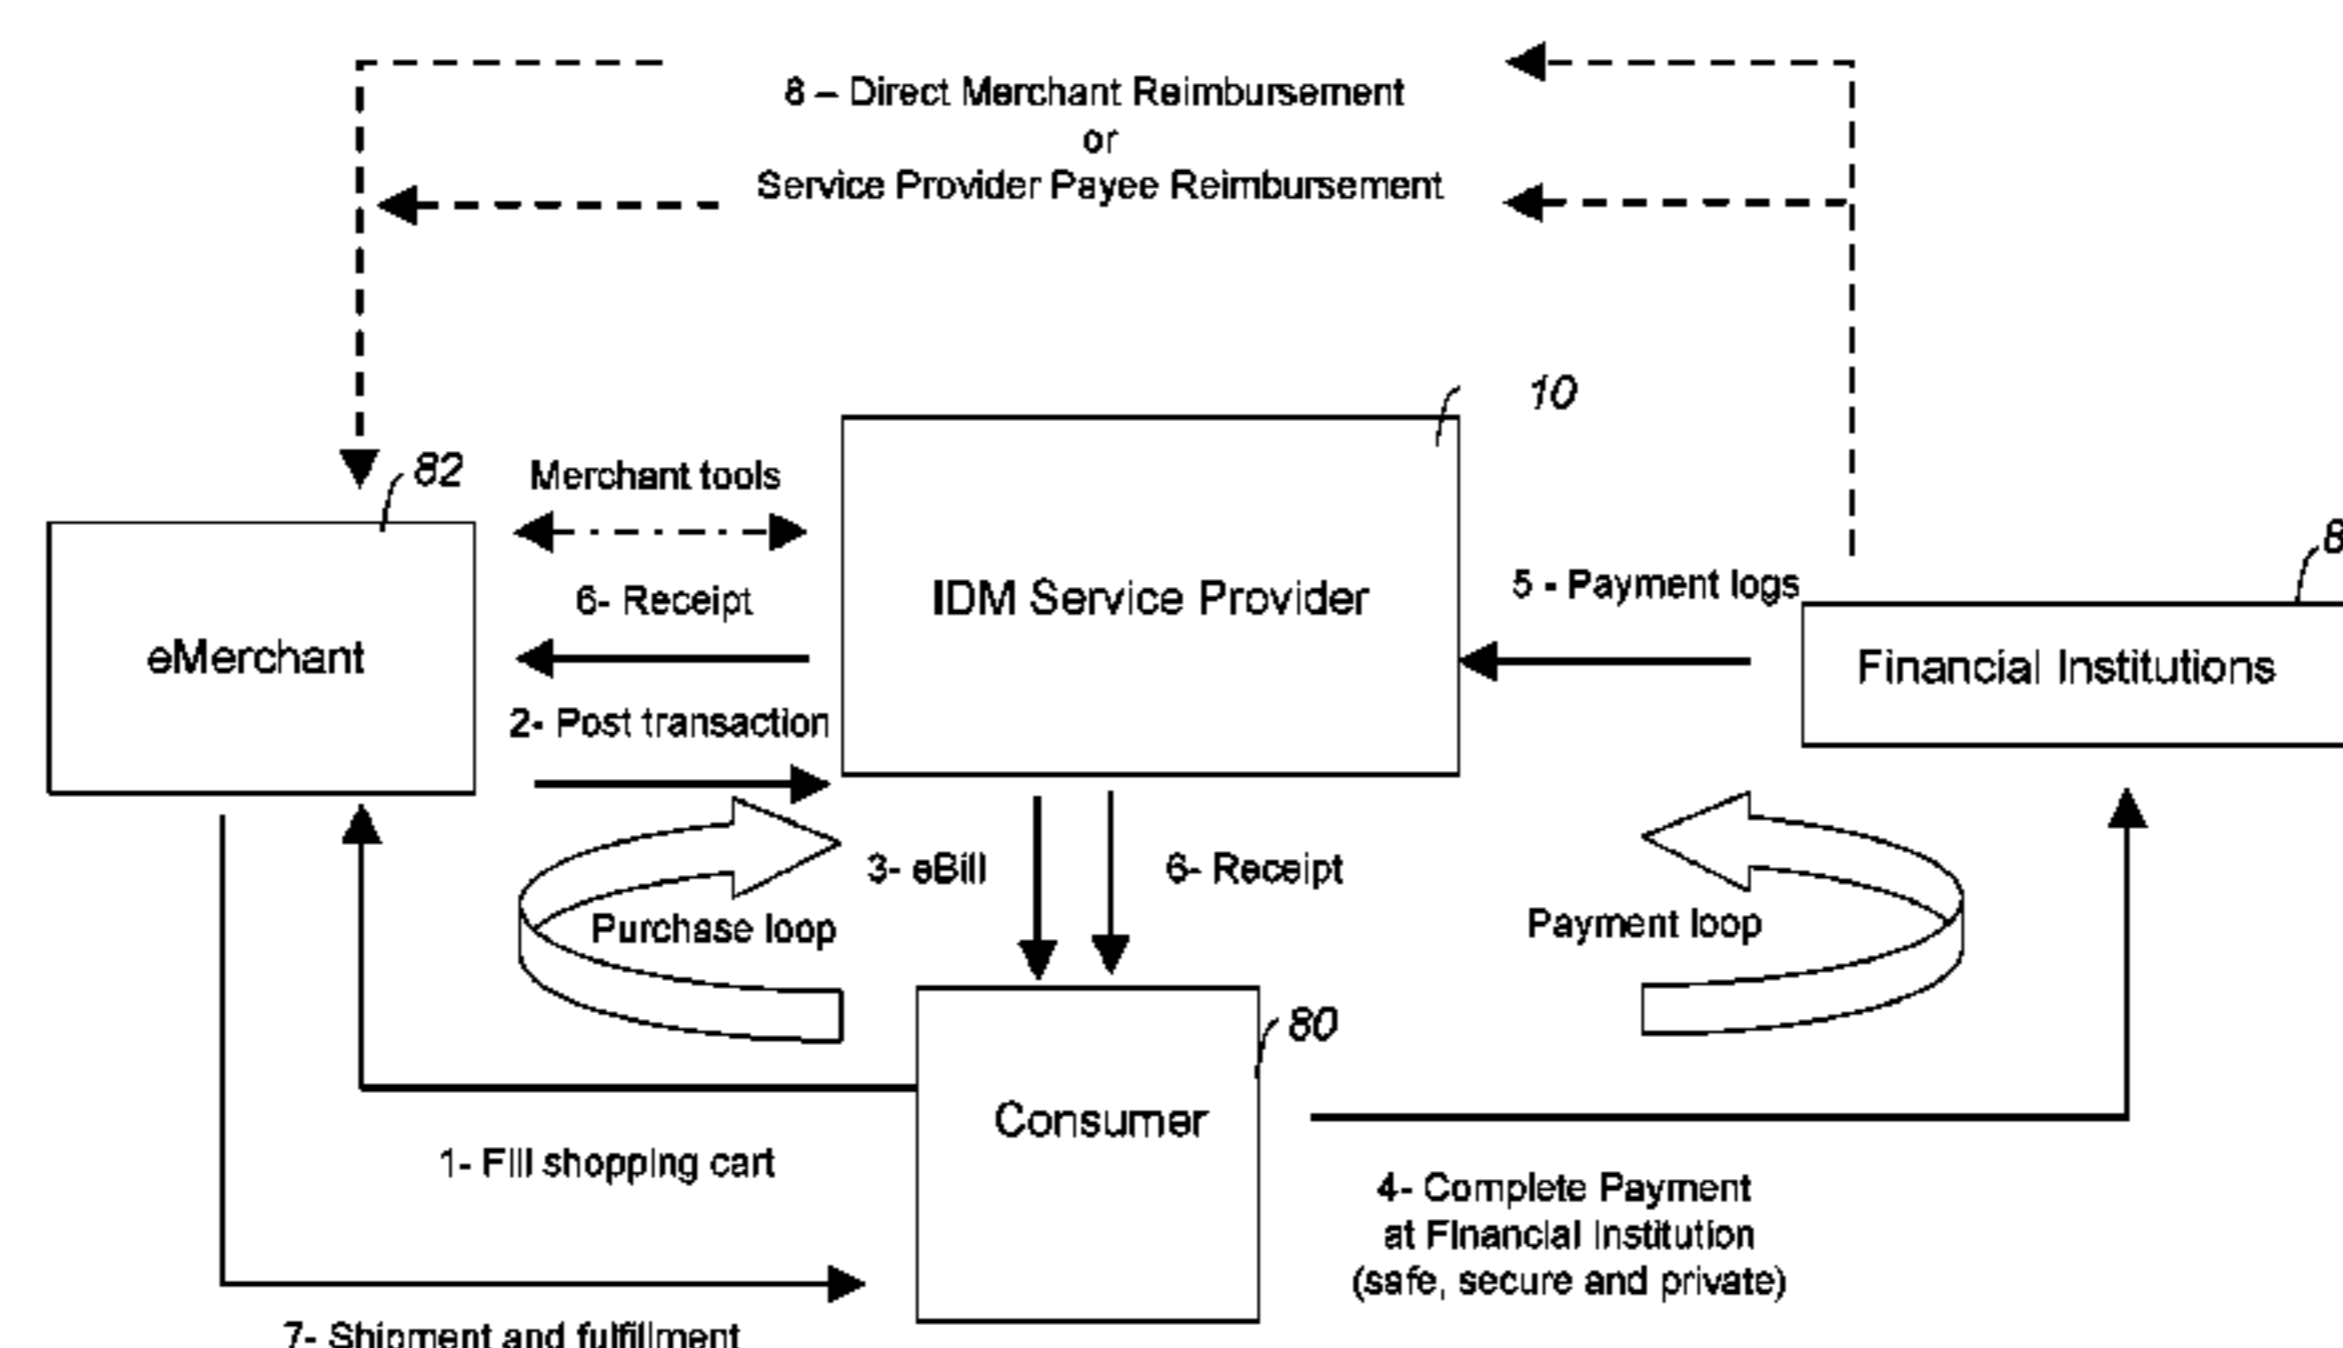 8 – Direct Merchant Reimbursement
or
Service Provider Payee Reimbursement
10
82
Merchant tools
6- Receipt
eMerchant
2- Post transaction
IDM Service Provider
5 - Payment logs
8
Financial Institutions
3- eBill
6- Receipt
Purchase loop
Payment loop
80
Consumer
1- Fill shopping cart
4- Complete Payment
at Financial Institution
(safe, secure and private)
7- Shipment and fulfillment